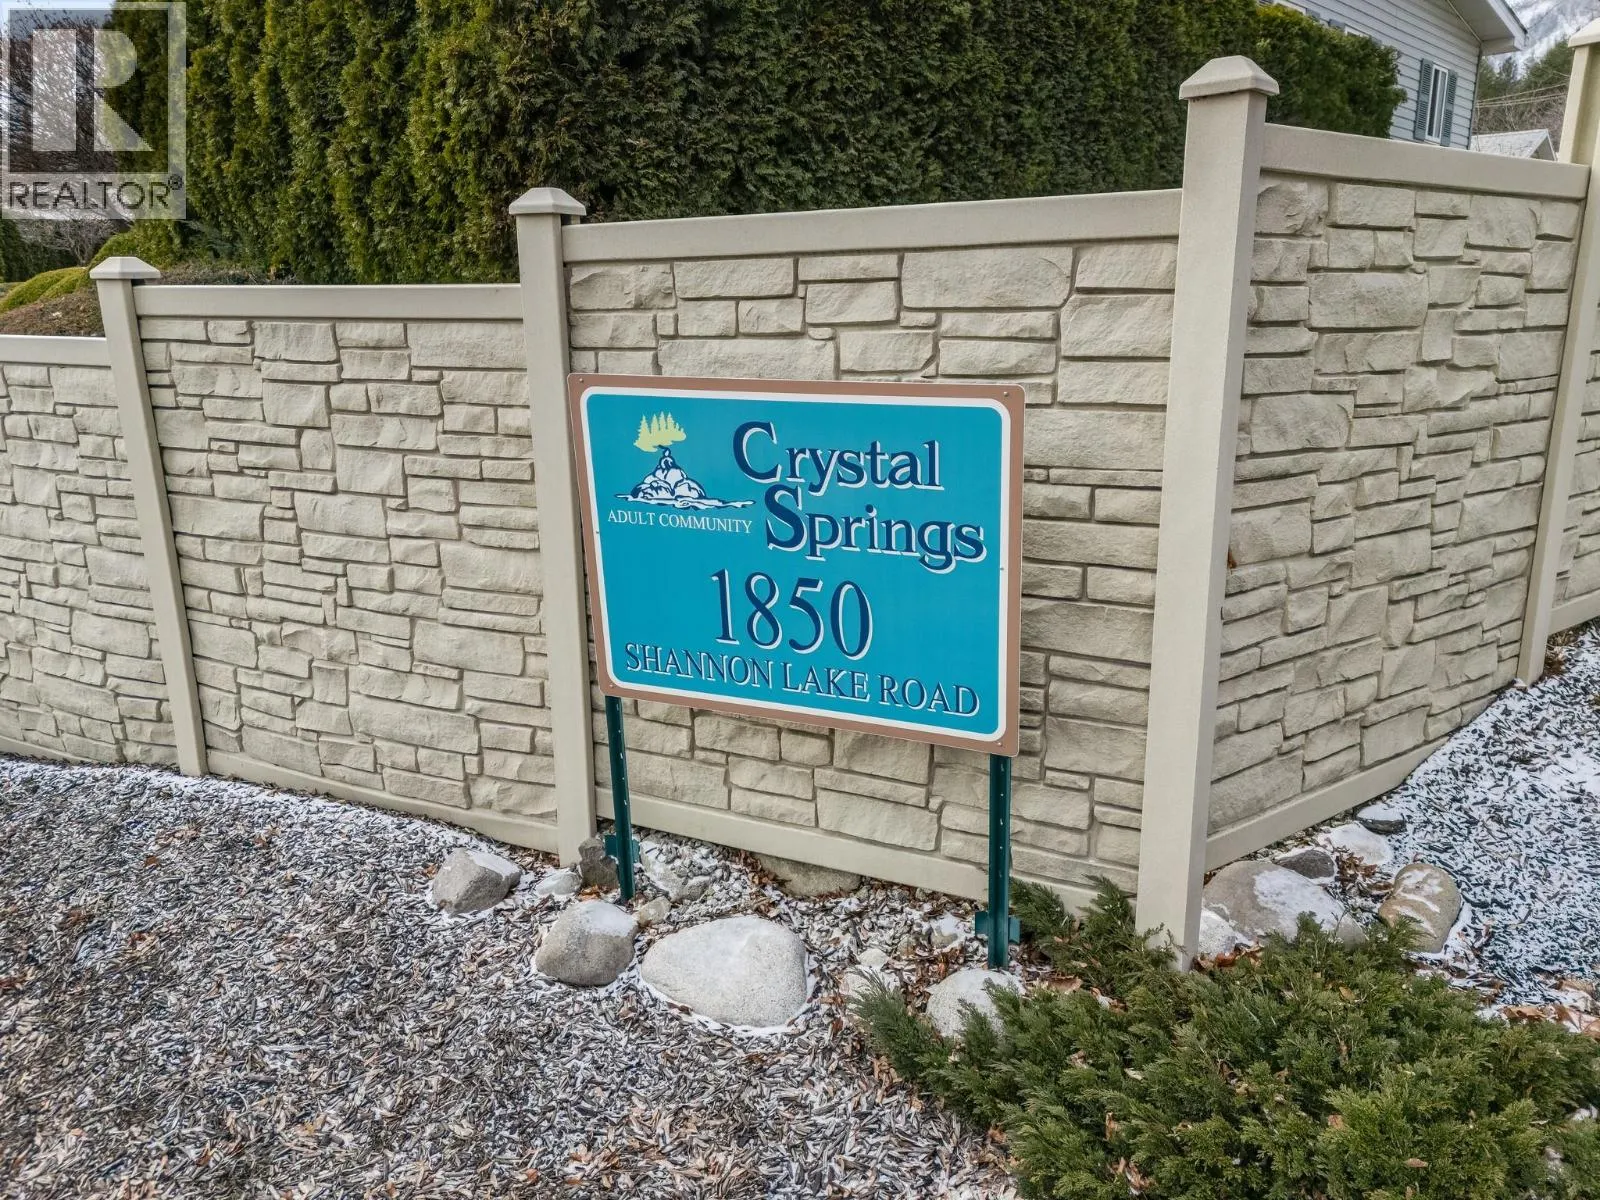 REALTOR®
Crystal
Springs
ADULT COMMUNITY
1850
SHANNON LAKE ROAD